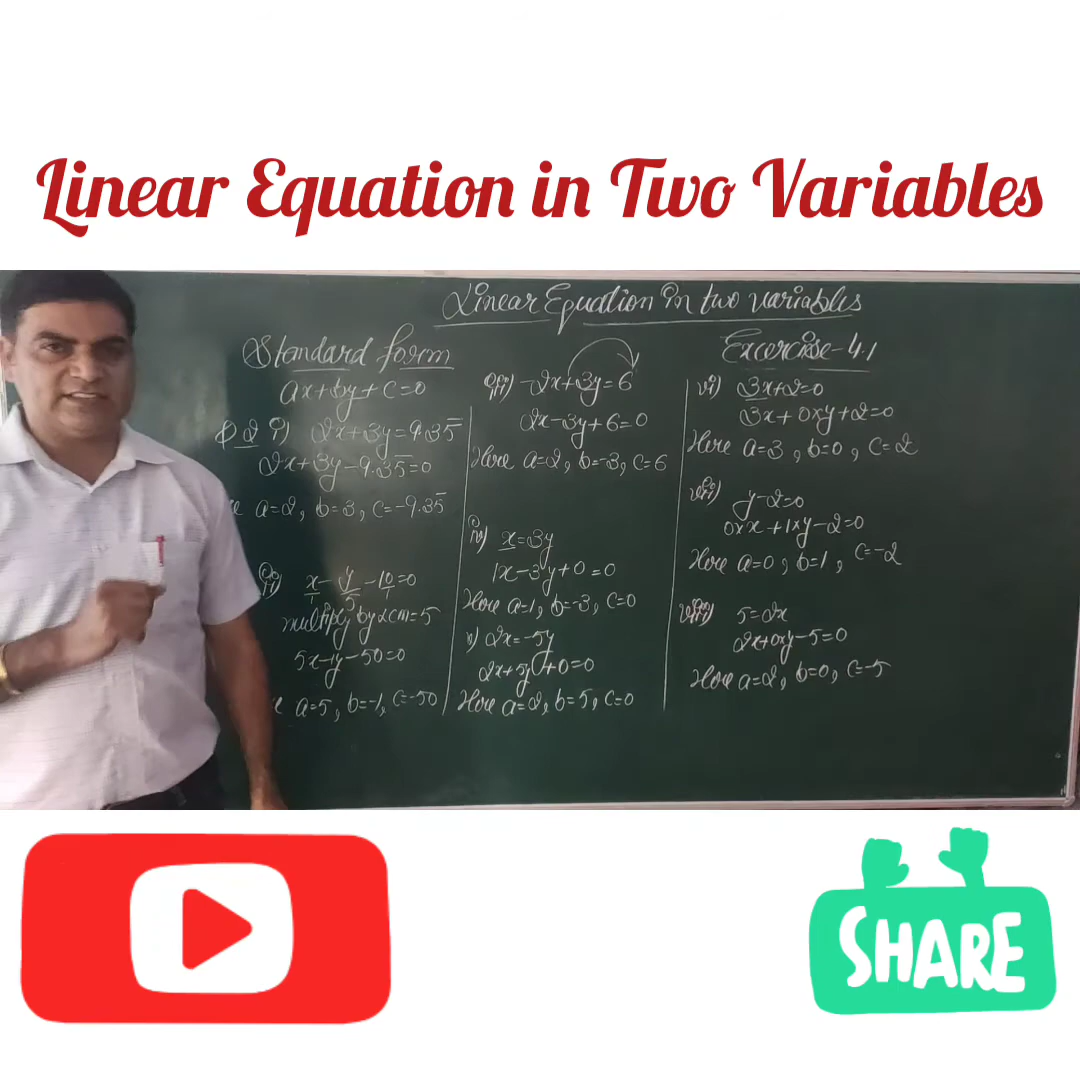 Linear Equation in Two Variables
Linear Equation in two variables
Standard form
ax+by+c=0
Q.2 i) 2x+3y=9.35̅
2x+3y-9.35̅=0
a=2, b=3, c=-9.35̅
ii) x-y/5-10=0
multiply by LCM=5
5x-1y-50=0
a=5, b=-1, c=-50
iii) -2x+3y=6
2x-3y+6=0
Here a=2, b=-3, c=6
iv) x=3y
1x-3y+0=0
Here a=1, b=-3, c=0
v) 2x=-5y
2x+5y+0=0
Here a=2, b=5, c=0
Excercise-4.1
vi) 3x+2=0
3x+0xy+2=0
Here a=3, b=0, c=2
vii) y-2=0
0xx+1xy-2=0
Here a=0, b=1, c=-2
viii) 5=2x
2x+0xy-5=0
Here a=2, b=0, c=-5
SHARE